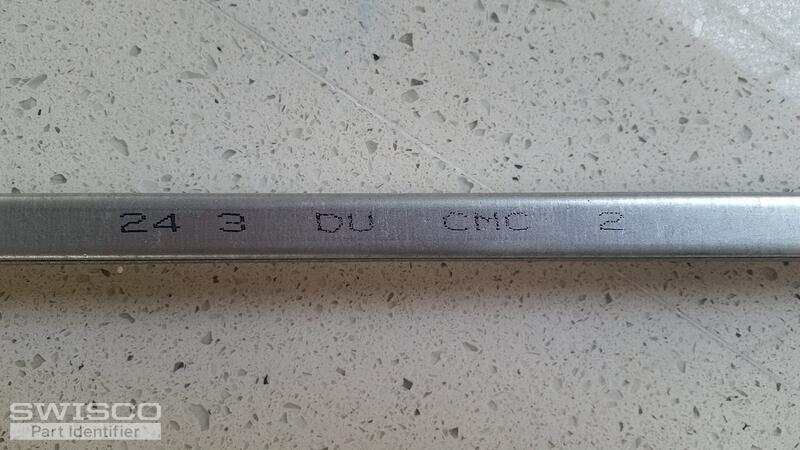 24 3 DU CMC 2
SWISCO
Part Identifier